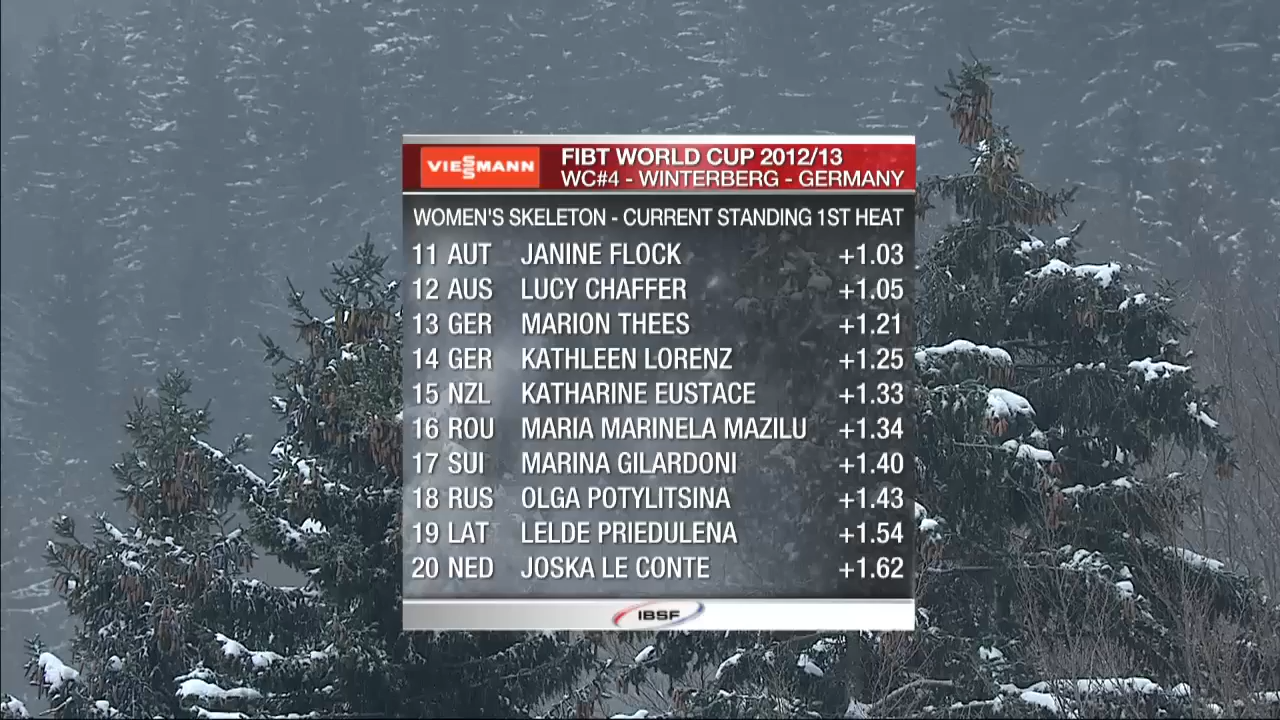 VIESSMANN
FIBT WORLD CUP 2012/13
WC#4 - WINTERBERG - GERMANY
WOMEN'S SKELETON - CURRENT STANDING 1ST HEAT
11 AUT JANINE FLOCK +1.03
12 AUS LUCY CHAFFER +1.05
13 GER MARION THEES +1.21
14 GER KATHLEEN LORENZ +1.25
15 NZL KATHARINE EUSTACE +1.33
16 ROU MARIA MARINELA MAZILU +1.34
17 SUI MARINA GILARDONI +1.40
18 RUS OLGA POTYLITSINA +1.43
19 LAT LELDE PRIEDULENA +1.54
20 NED JOSKA LE CONTE +1.62
IBSF